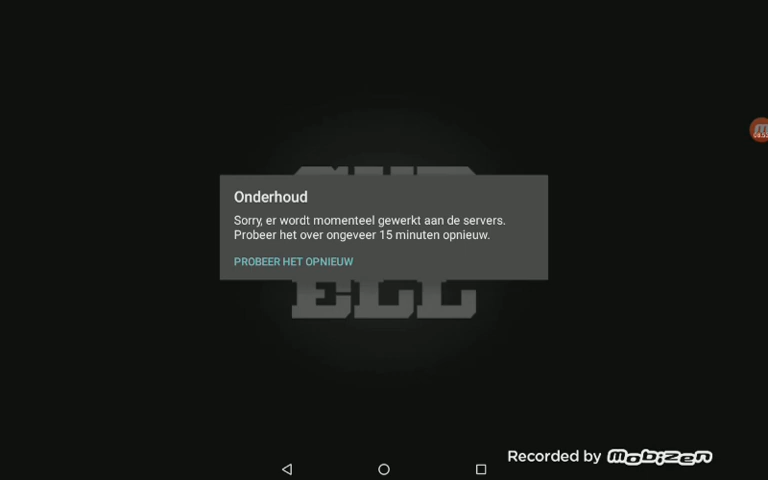 Onderhoud
Sorry, er wordt momenteel gewerkt aan de servers.
Probeer het over ongeveer 15 minuten opnieuw.
PROBEER HET OPNIEUW
ELL
Recorded by Mobizen